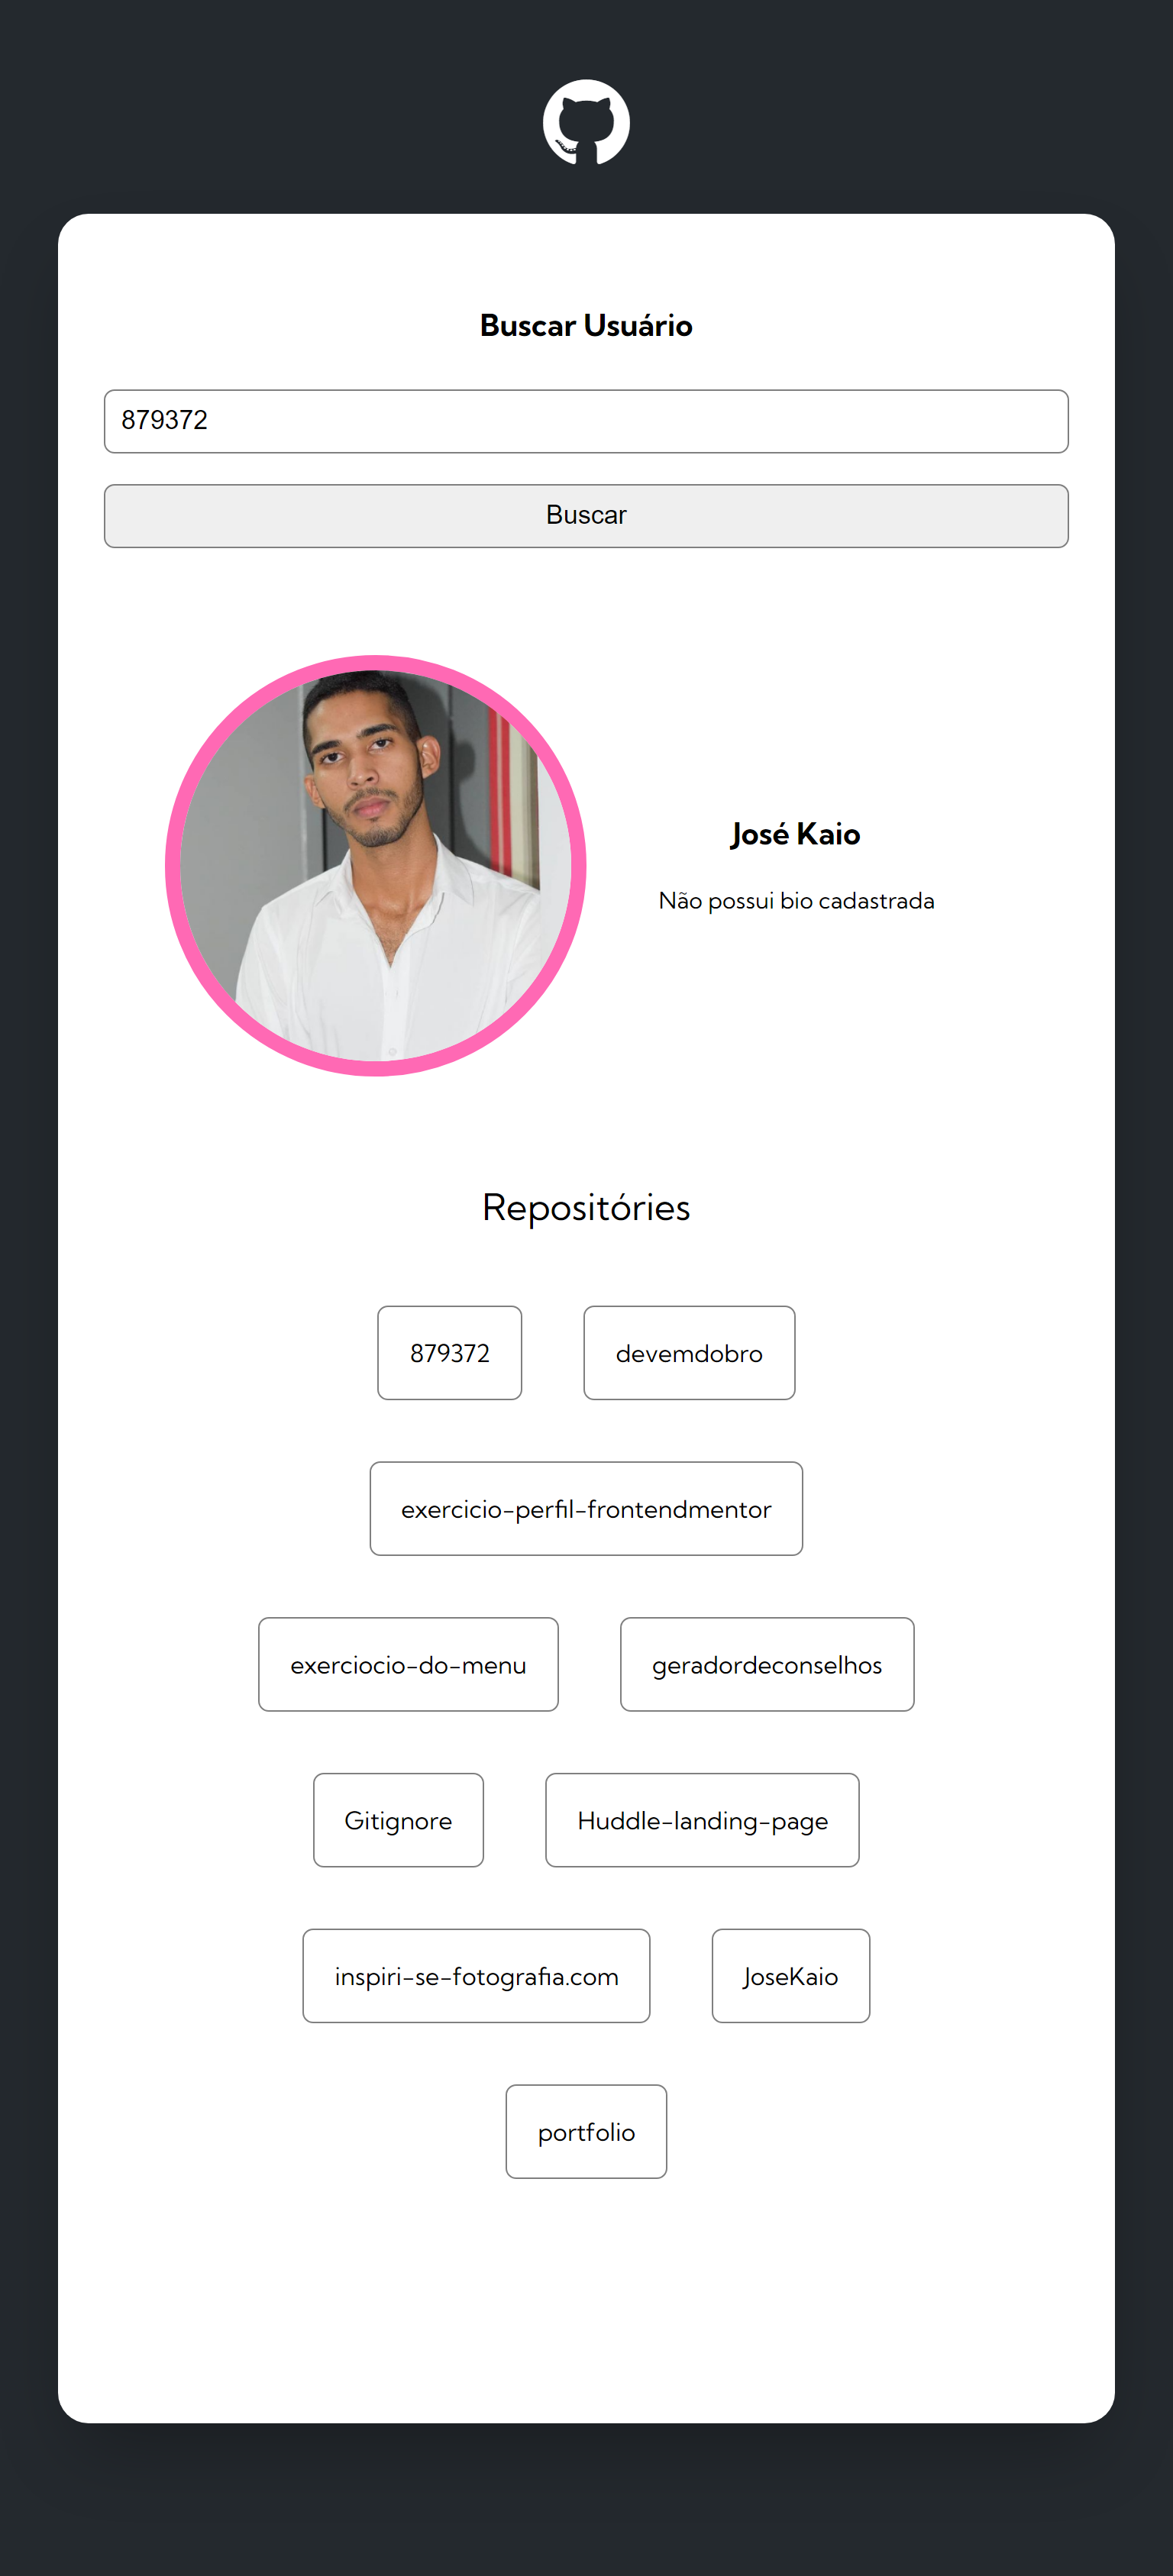 Buscar Usuário
879372
Buscar
José Kaio
Não possui bio cadastrada
Repositóries
879372 devemdobro
exercicio-perfil-frontendmentor
exerciocio-do-menu geradordeconselhos
Gitignore Huddle-landing-page
inspiri-se-fotografia.com JoseKaio
portfolio